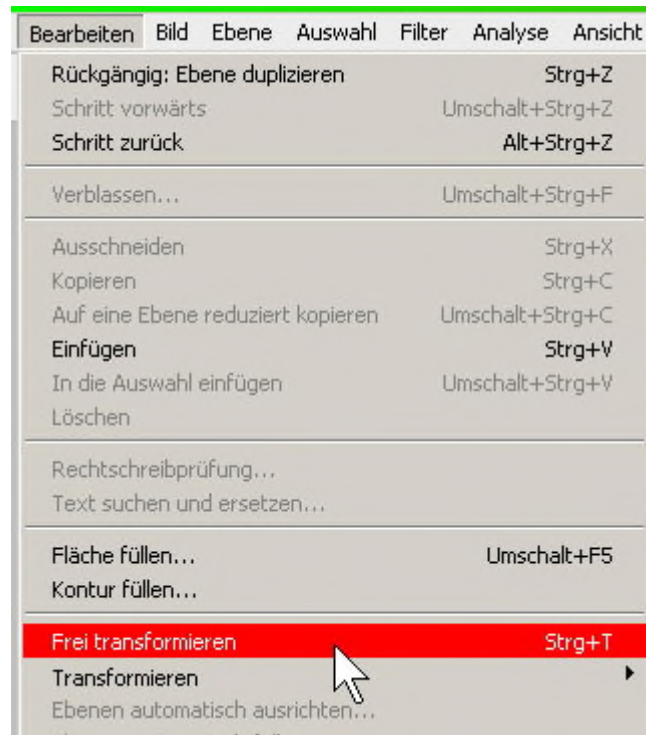 Bearbeiten Bild Ebene Auswahl Filter Analyse Ansicht
Rückgängig: Ebene duplizieren Strg+Z
Schritt vorwärts Umschalt+Strg+Z
Schritt zurück Alt+Strg+Z
Verblassen... Umschalt+Strg+F
Ausschneiden Strg+X
Kopieren Strg+C
Auf eine Ebene reduziert kopieren Umschalt+Strg+C
Einfügen Strg+V
In die Auswahl einfügen Umschalt+Strg+V
Löschen
Rechtschreibprüfung...
Text suchen und ersetzen...
Fläche füllen... Umschalt+F5
Kontur füllen...
Frei transformieren Strg+T
Transformieren
Ebenen automatisch ausrichten...